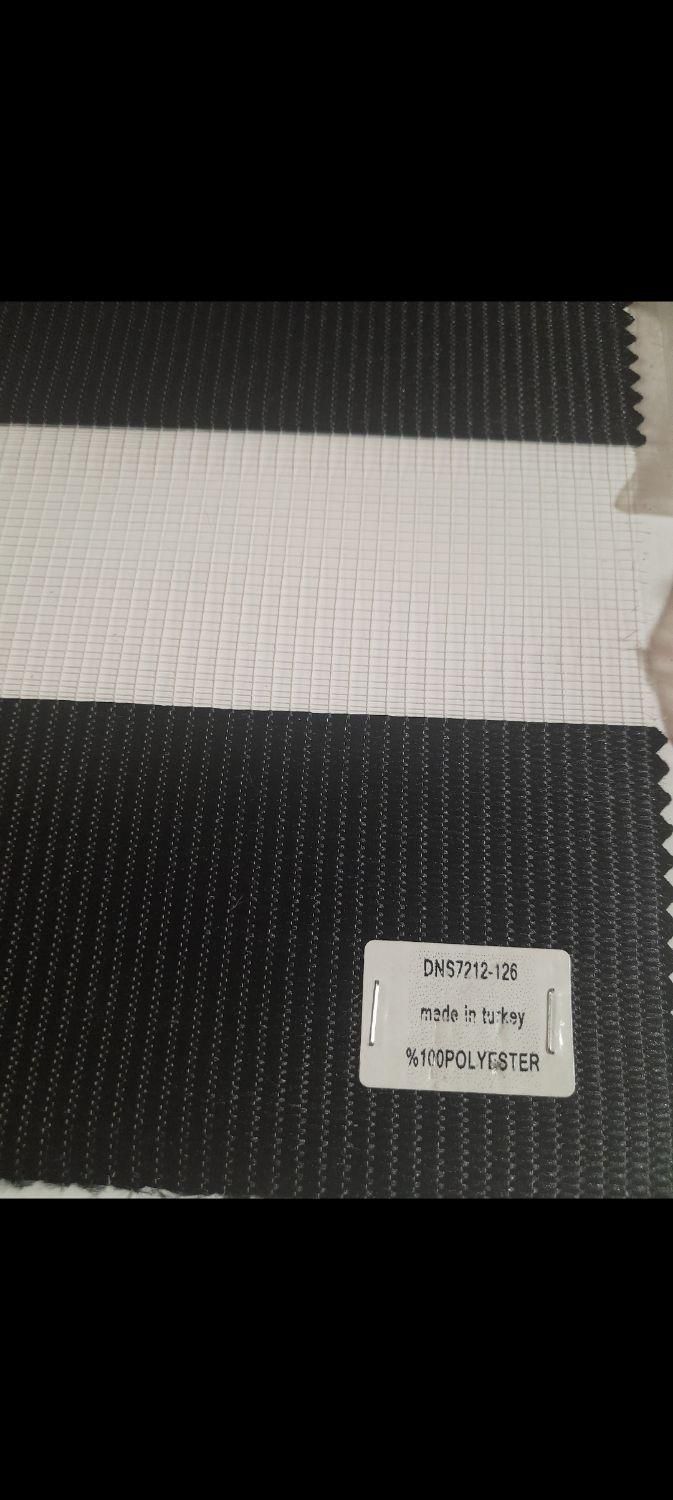 DNS7212-126
made in turkey
%100POLYESTER